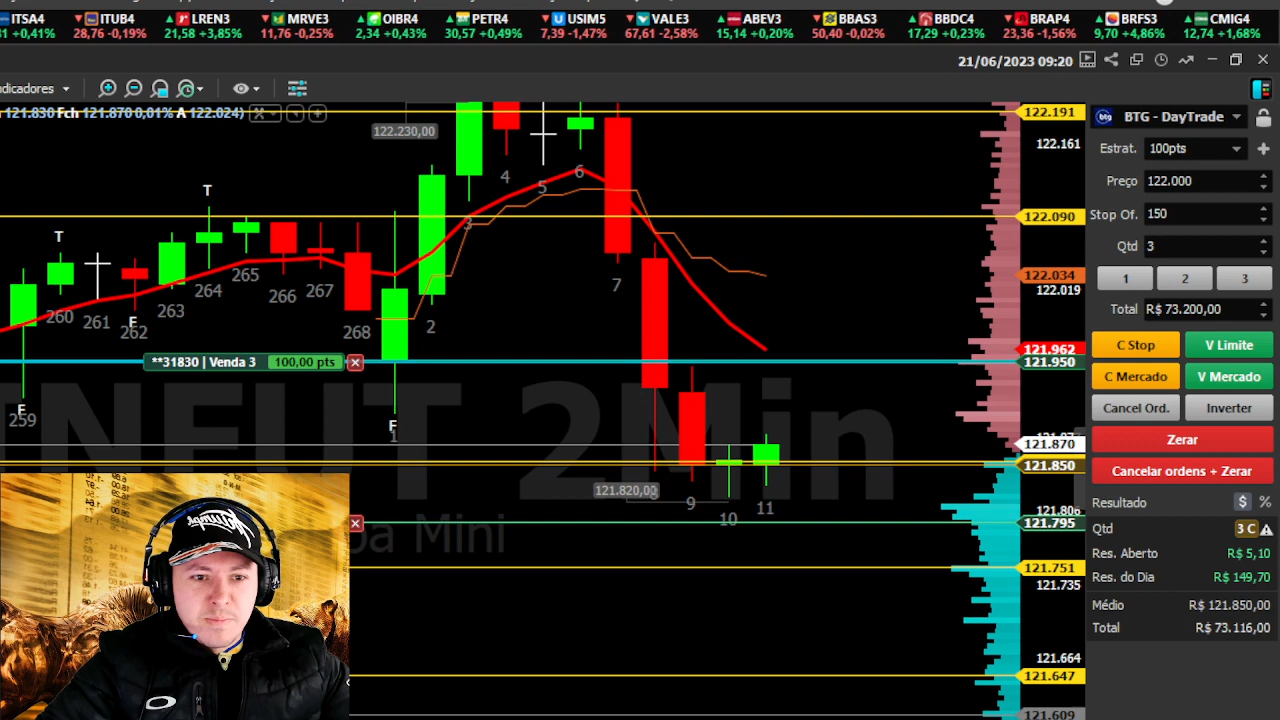 ITSA4 ITUB4 LREN3 MRVE3 OIBR4 PETR4 USIM5 VALE3 ABEV3 BBAS3 BBDC4 BRAP4 BRFS3 CMIG4
+0,41% 28,76 -0,19% 21,58 +3,85% 11,76 -0,25% 2,34 +0,43% 30,57 +0,49% 7,39 -1,47% 67,61 -2,58% 15,14 +0,20% 50,40 -0,02% 17,29 +0,23% 23,36 -1,56% 9,70 +4,86% 12,74 +1,68%
21/06/2023 09:20
ndicadores
121.830 Fch 121.870 0,01% A 122.024)
BTG - DayTrade
Estrat. 100pts
Preço 122.000
Stop Of. 150
Qtd 3
1 2 3
Total R$ 73.200,00
C Stop V Limite
C Mercado V Mercado
Cancel Ord. Inverter
Zerar
Cancelar ordens + Zerar
Resultado $ %
Qtd 3 C
Res. Aberto R$ 5,10
Res. do Dia R$ 149,70
Médio R$ 121.850,00
Total R$ 73.116,00
122.191
122.161
122.090
122.034
122.019
121.962
121.950
121.870
121.850
121.806
121.795
121.751
121.735
121.664
121.647
121.609
122.230,00
T
T
F
F
F
259
260
261
262
263
264
265
266
267
268
1
2
3
4
5
6
7
9
10
11
**31830 | Venda 3 100,00 pts
121.820,00
2Min
Mini
btg